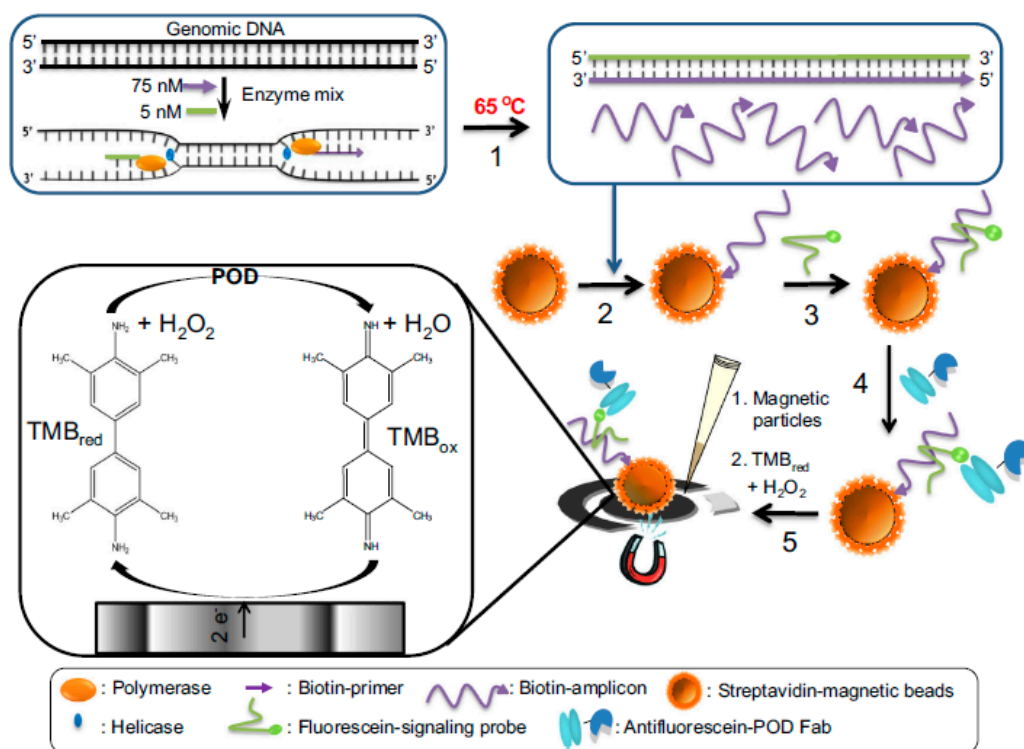 Genomic DNA
5’ 3’
3’ 5’
75 nM
5 nM
Enzyme mix
5’ 3’
3’ 5’
65 ⁰C
1
5’ 3’
5’
2
3
4
1. Magnetic
particles
2. TMBred
+ H2O2
5
POD
NH2 + H2O2
H3C CH3
TMBred
H3C CH3
NH2
NH + H2O
H3C CH3
TMBox
H3C CH3
NH
2 e-
: Polymerase : Biotin-primer : Biotin-amplicon : Streptavidin-magnetic beads
: Helicase : Fluorescein-signaling probe : Antifluorescein-POD Fab